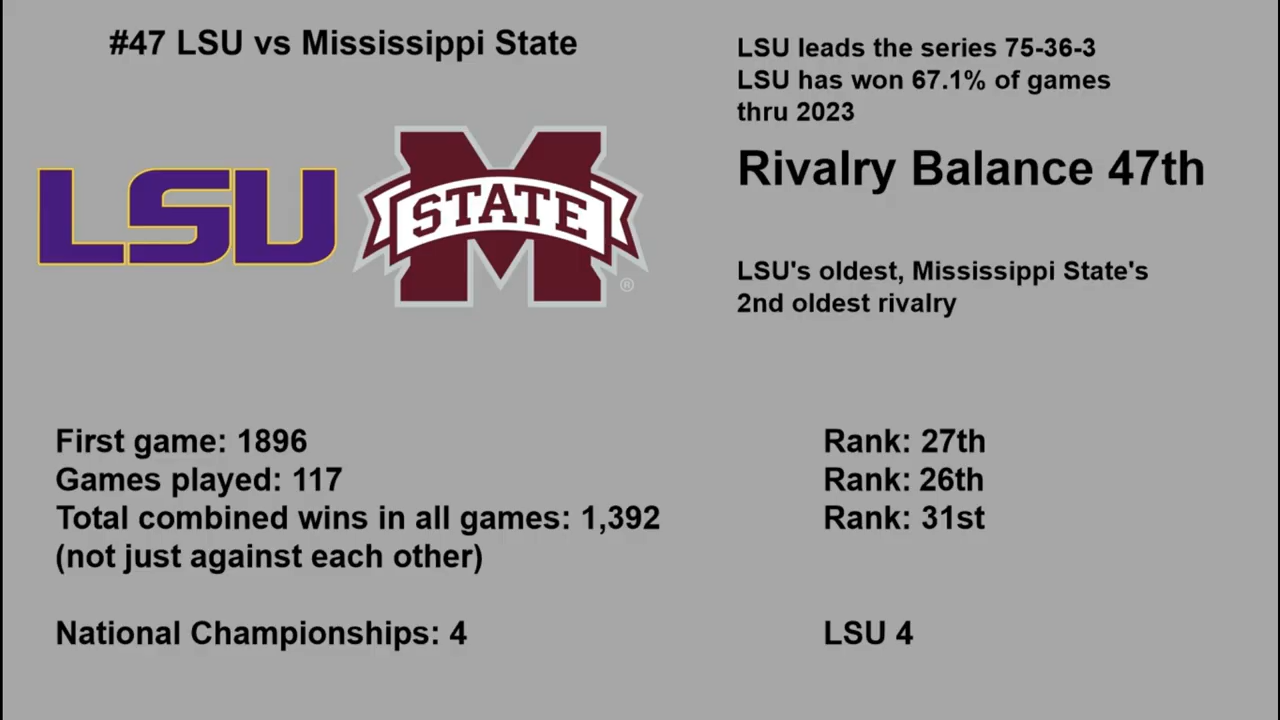 #47 LSU vs Mississippi State
LSU leads the series 75-36-3
LSU has won 67.1% of games
thru 2023
Rivalry Balance 47th
LSU
STATE
®
LSU's oldest, Mississippi State's
2nd oldest rivalry
First game: 1896
Rank: 27th
Games played: 117
Rank: 26th
Total combined wins in all games: 1,392
Rank: 31st
(not just against each other)
National Championships: 4
LSU 4